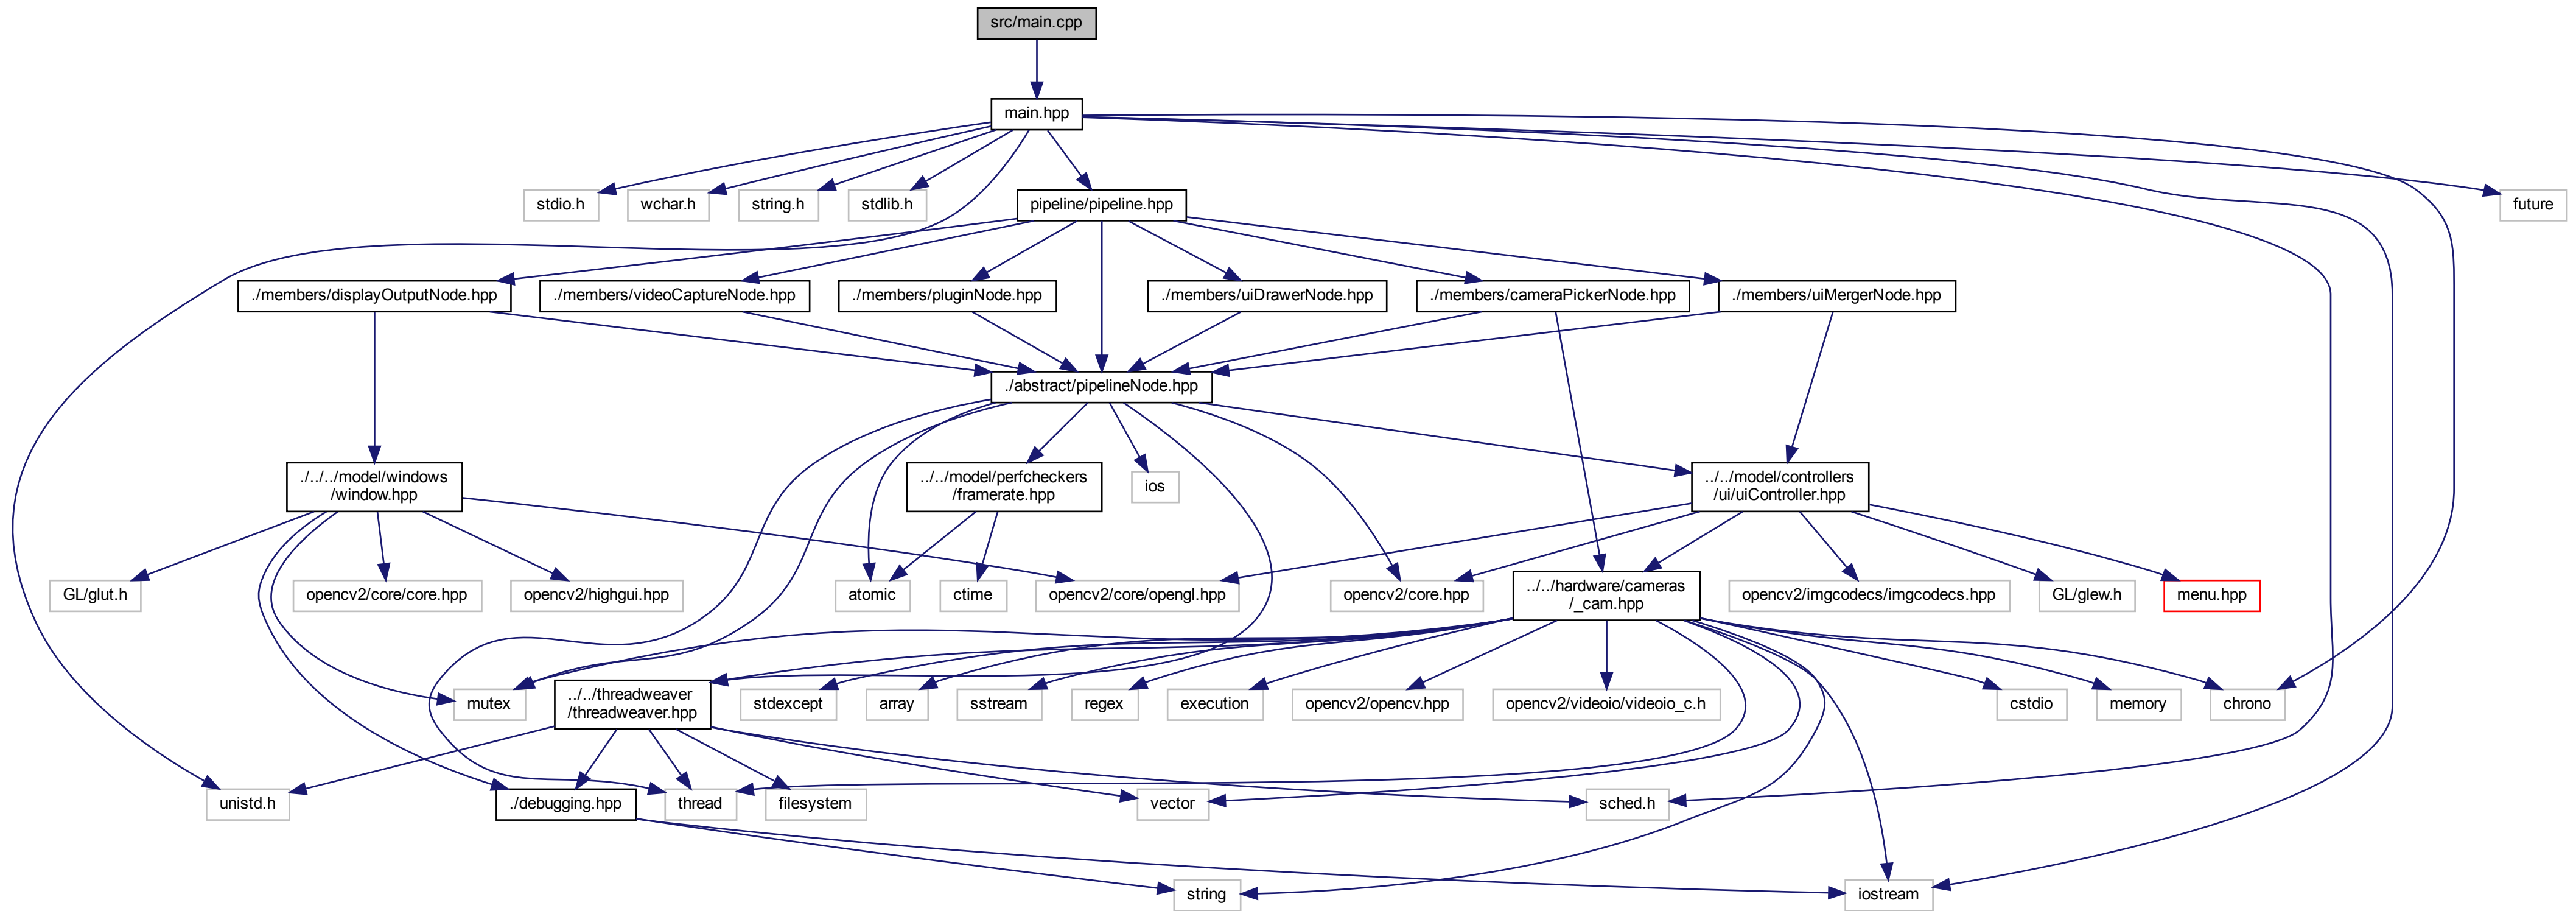 src/main.cpp
main.hpp
stdio.h
wchar.h
string.h
stdlib.h
pipeline/pipeline.hpp
future
./members/displayOutputNode.hpp
./members/videoCaptureNode.hpp
./members/pluginNode.hpp
./members/uiDrawerNode.hpp
./members/cameraPickerNode.hpp
./members/uiMergerNode.hpp
./abstract/pipelineNode.hpp
./../../model/windows
/window.hpp
../../model/perfcheckers
/framerate.hpp
ios
../../model/controllers
/ui/uiController.hpp
GL/glut.h
opencv2/core/core.hpp
opencv2/highgui.hpp
atomic
ctime
opencv2/core/opengl.hpp
opencv2/core.hpp
../../hardware/cameras
/_cam.hpp
opencv2/imgcodecs/imgcodecs.hpp
GL/glew.h
menu.hpp
mutex
../../threadweaver
/threadweaver.hpp
stdexcept
array
sstream
regex
execution
opencv2/opencv.hpp
opencv2/videoio/videoio_c.h
cstdio
memory
chrono
unistd.h
./debugging.hpp
thread
filesystem
vector
sched.h
string
iostream